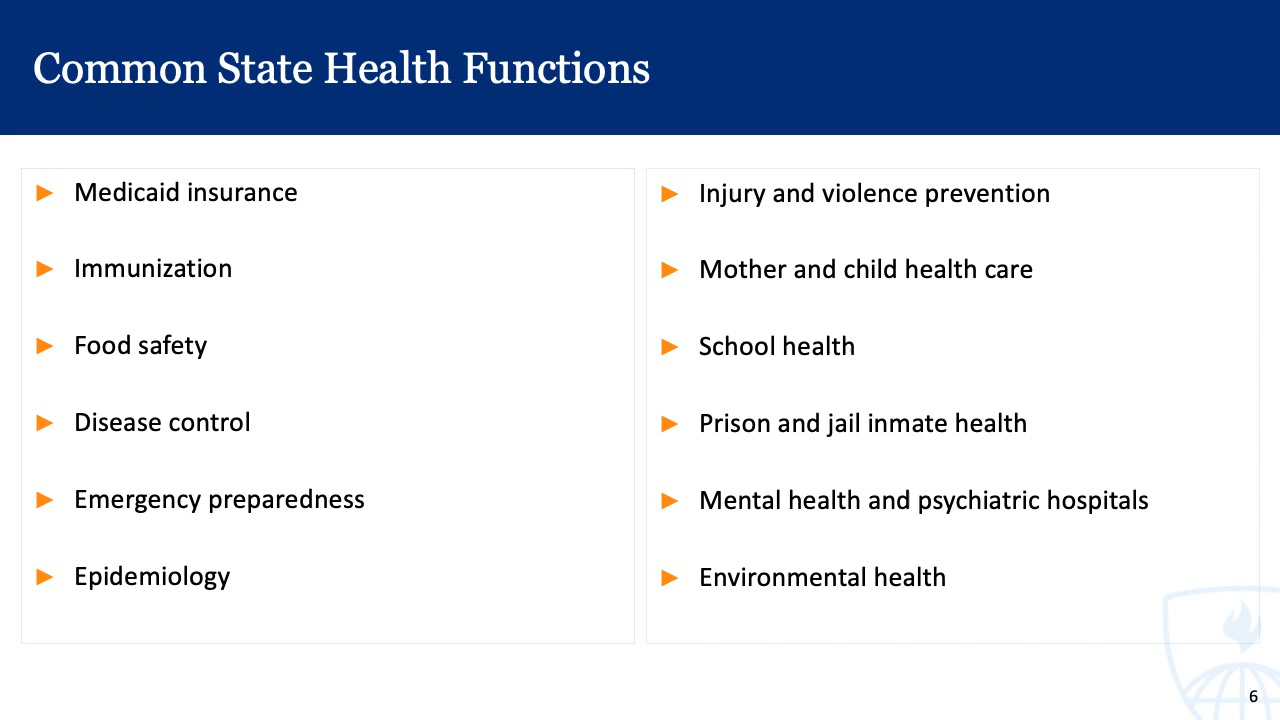 Common State Health Functions
► Medicaid insurance
► Immunization
► Food safety
► Disease control
► Emergency preparedness
► Epidemiology
► Injury and violence prevention
► Mother and child health care
► School health
► Prison and jail inmate health
► Mental health and psychiatric hospitals
► Environmental health
6